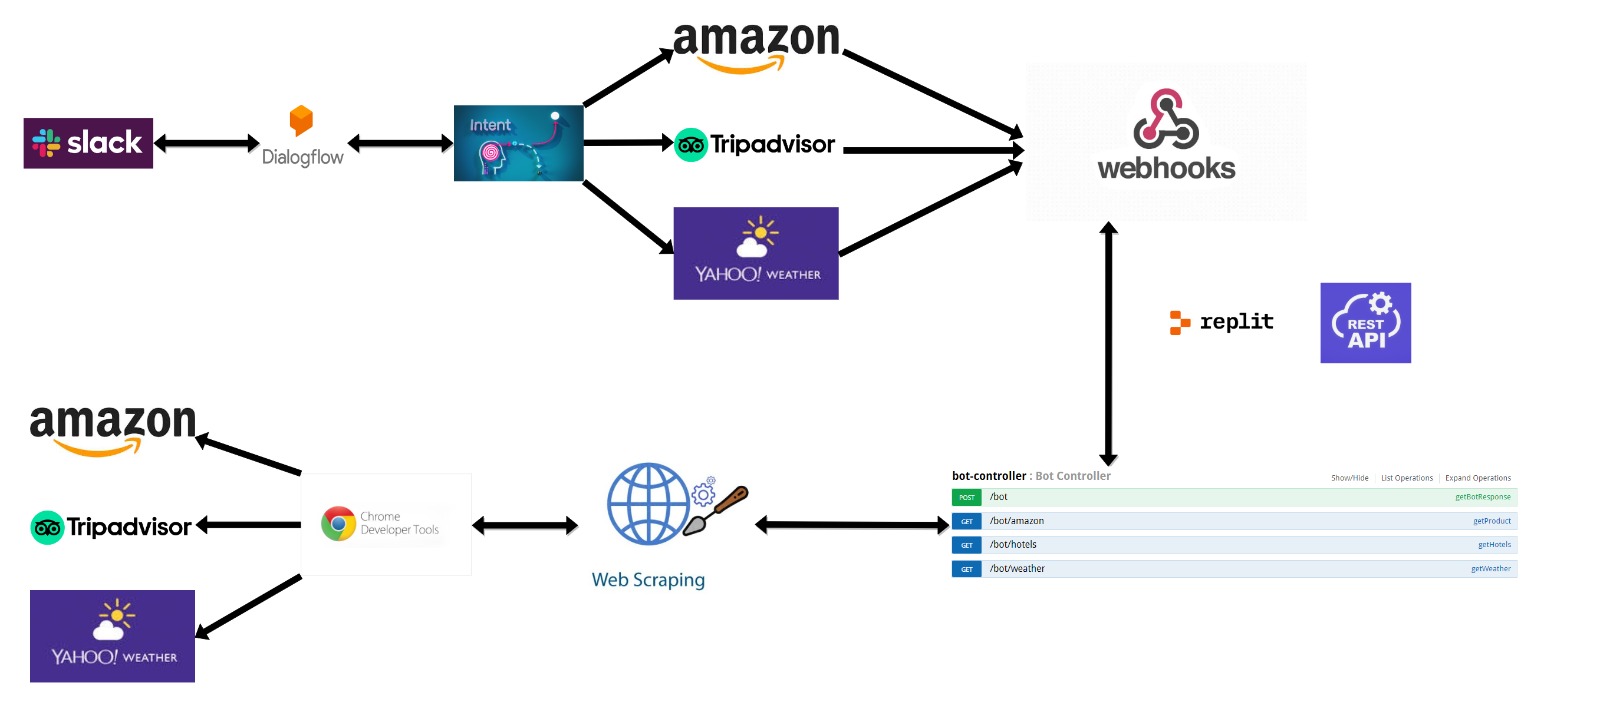 amazon
slack
Dialogflow
Intent
Tripadvisor
YAHOO! WEATHER
webhooks
replit
REST
API
amazon
Tripadvisor
YAHOO! WEATHER
Chrome
Developer Tools
Web Scraping
bot-controller : Bot Controller
Show/Hide | List Operations | Expand Operations
POST /bot getBotResponse
GET /bot/amazon getProduct
GET /bot/hotels getHotels
GET /bot/weather getWeather